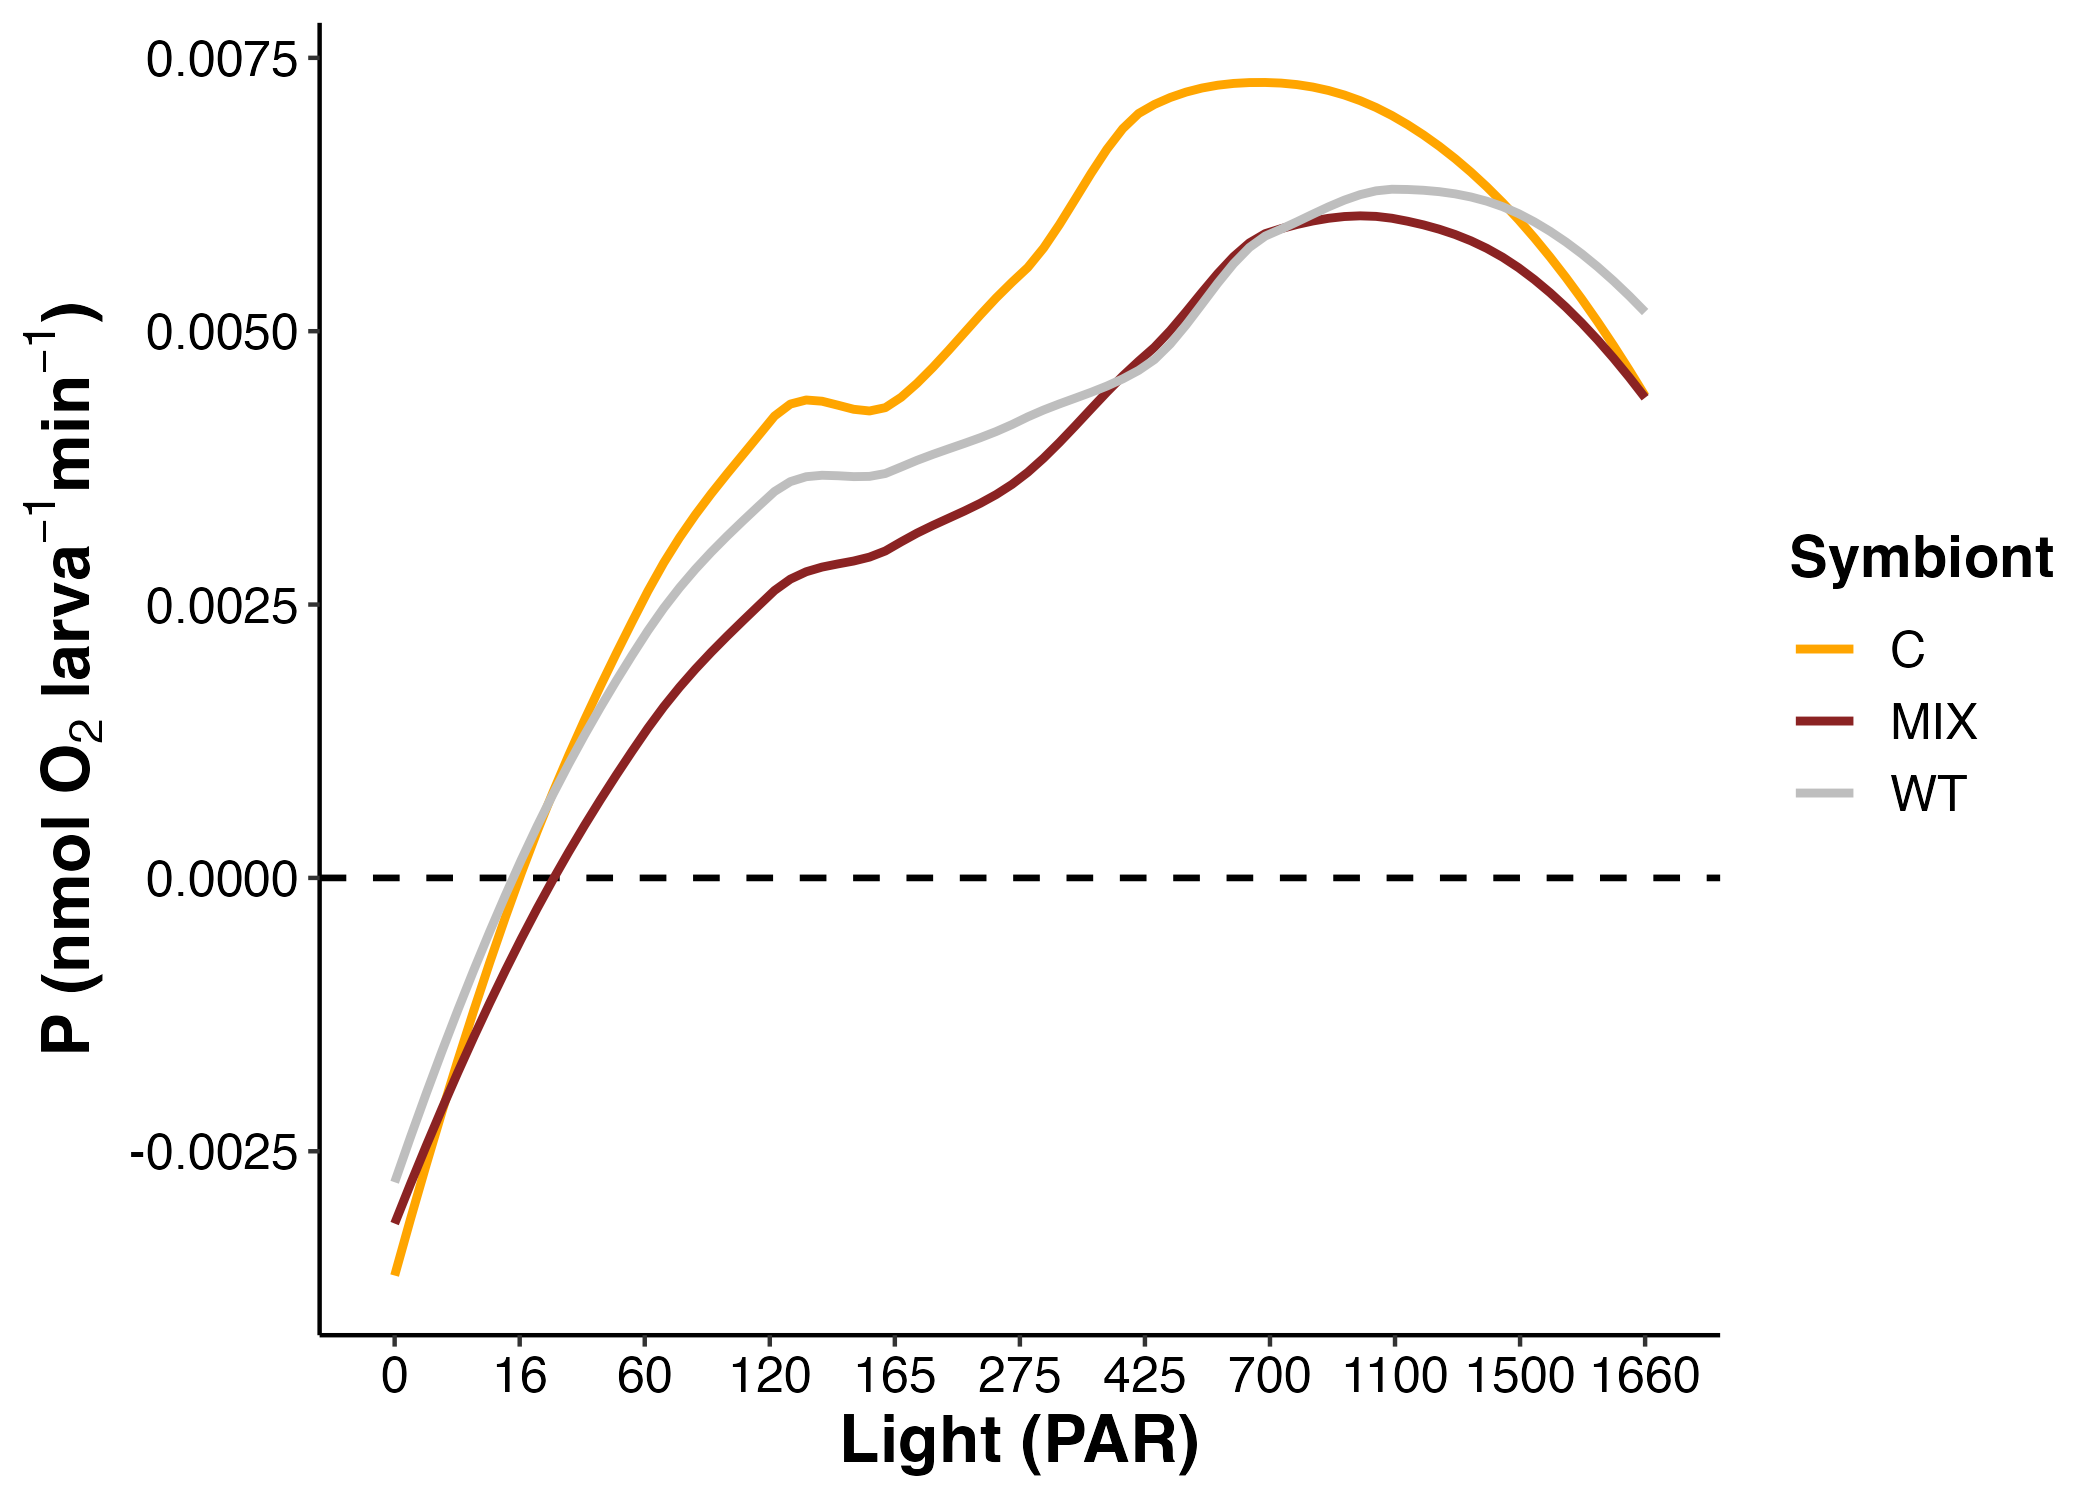 0.0075
0.0050
0.0025
0.0000
-0.0025
P (nmol O₂ larva⁻¹min⁻¹)
0 16 60 120 165 275 425 700 1100 1500 1660
Light (PAR)
Symbiont
C
MIX
WT